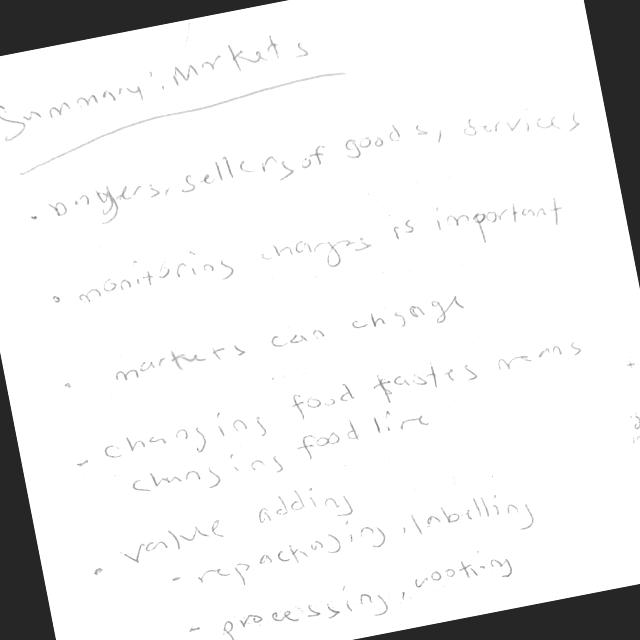 Summary: Markets
• buyers, sellers of goods, services
• monitoring changes is important
• markets can change
- changing food tastes means
changing food line
• value adding
- repackaging, labelling
- processing, cooking